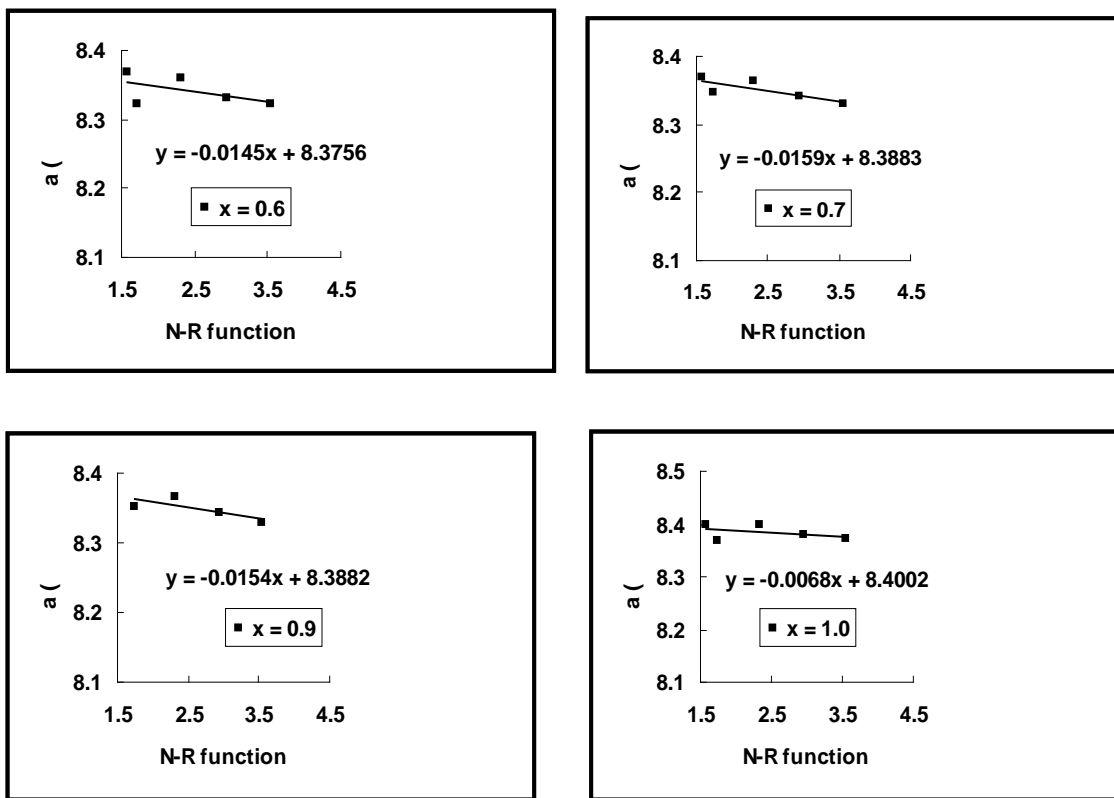 8.4
8.3
8.2
8.1
a (
y = -0.0145x + 8.3756
x = 0.6
1.5 2.5 3.5 4.5
N-R function
8.4
8.3
8.2
8.1
a (
y = -0.0159x + 8.3883
x = 0.7
1.5 2.5 3.5 4.5
N-R function
8.4
8.3
8.2
8.1
a (
y = -0.0154x + 8.3882
x = 0.9
1.5 2.5 3.5 4.5
N-R function
8.5
8.4
8.3
8.2
8.1
a (
y = -0.0068x + 8.4002
x = 1.0
1.5 2.5 3.5 4.5
N-R function